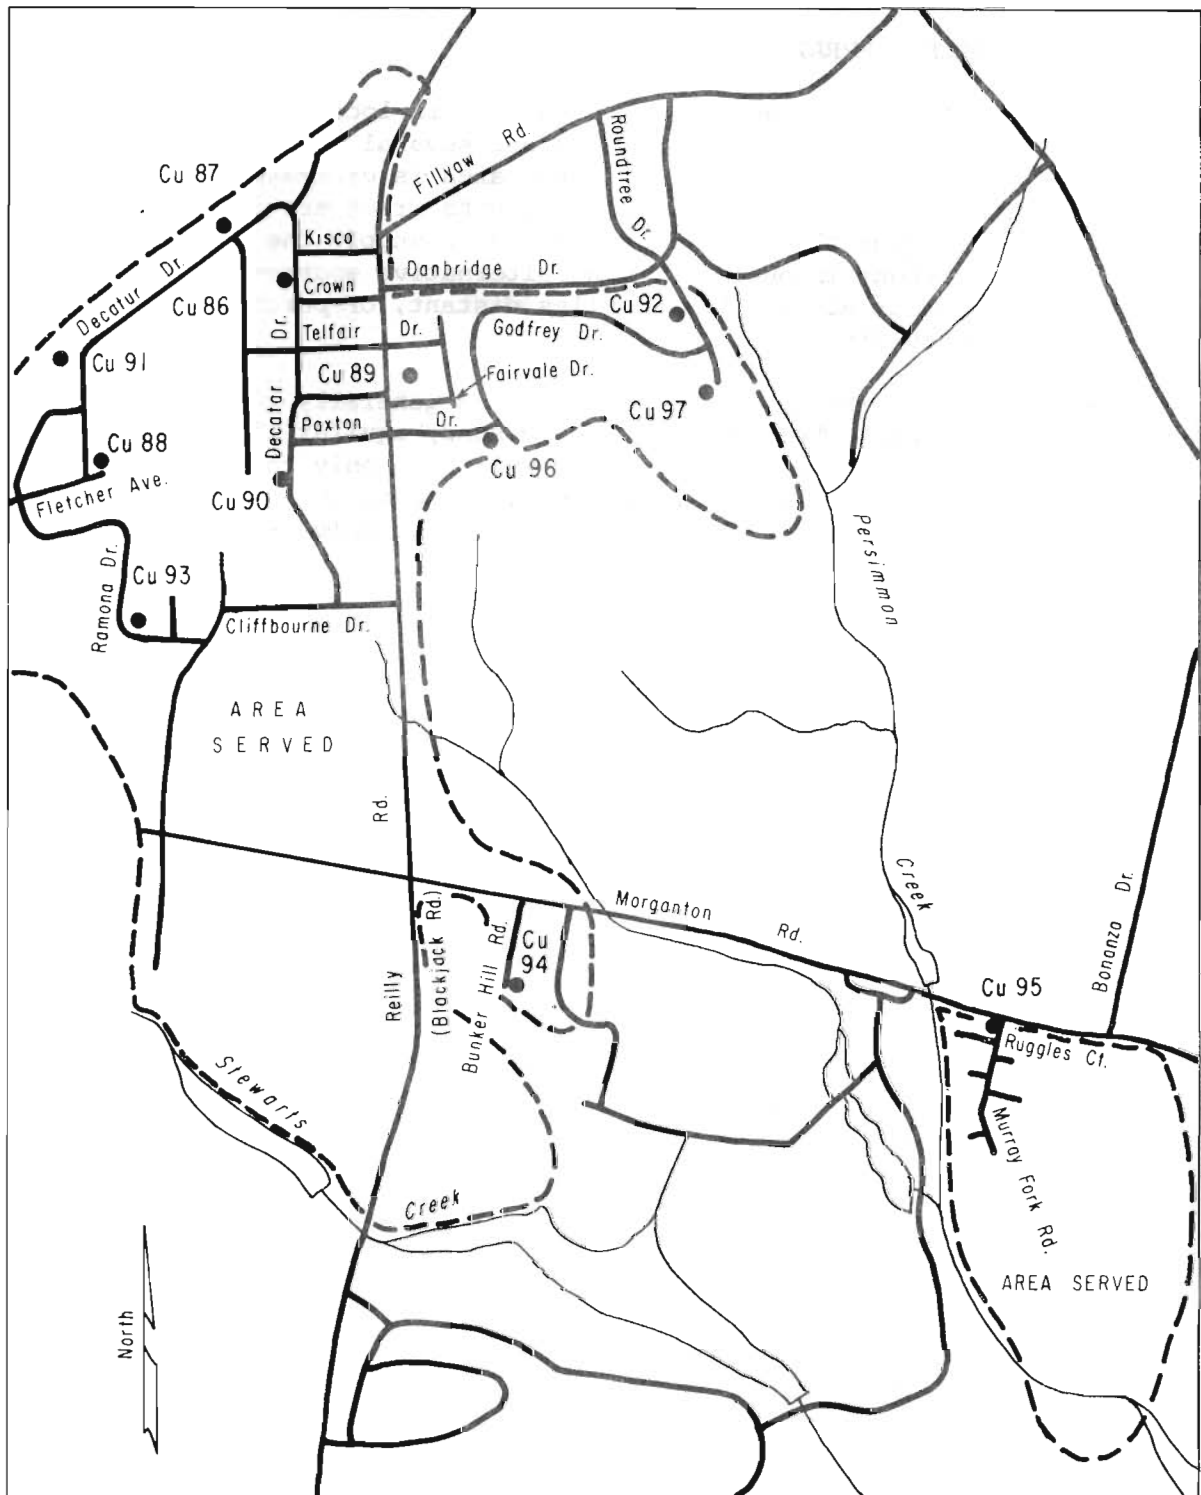 Cu 87
Fillyaw Rd.
Roundtree Dr.
Kisco
Decatur Dr.
Danbridge Dr.
Crown
Cu 86
Cu 92
Telfair Dr.
Godfrey Dr.
Cu 91
Dr.
Cu 89
Fairvale Dr.
Decatar
Cu 97
Paxton Dr.
Cu 88
Cu 96
Fletcher Ave.
Cu 90
Persimmon
Ramona Dr.
Cu 93
Cliffbourne Dr.
AREA
SERVED
Rd.
Creek
Morganton Rd.
Bonanza Dr.
Reilly
(Blackjack Rd.)
Bunker Hill Rd.
Cu
94
Cu 95
Ruggles Ct.
Stewarts
Murray Fork Rd.
Creek
AREA SERVED
North